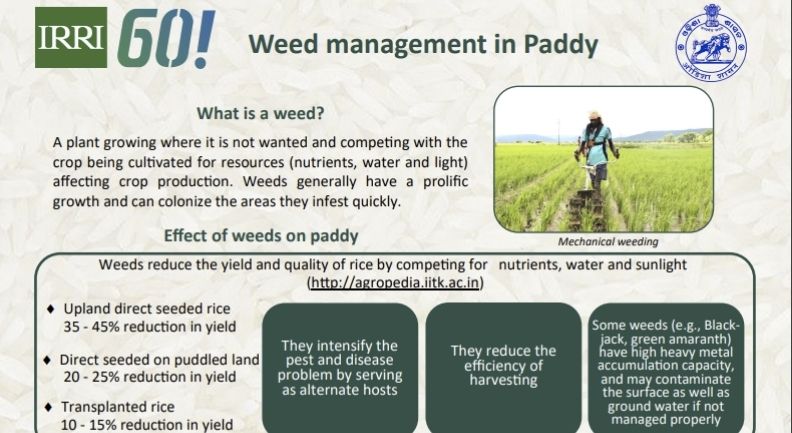 IRRI 60!
Weed management in Paddy
What is a weed?
A plant growing where it is not wanted and competing with the
crop being cultivated for resources (nutrients, water and light)
affecting crop production. Weeds generally have a prolific
growth and can colonize the areas they infest quickly.
Mechanical weeding
Effect of weeds on paddy
Weeds reduce the yield and quality of rice by competing for nutrients, water and sunlight
(http://agropedia.iitk.ac.in)
♦ Upland direct seeded rice
35 - 45% reduction in yield
♦ Direct seeded on puddled land
20 - 25% reduction in yield
♦ Transplanted rice
10 - 15% reduction in yield
They intensify the
pest and disease
problem by serving
as alternate hosts
They reduce the
efficiency of
harvesting
Some weeds (e.g., Black-
jack, green amaranth)
have high heavy metal
accumulation capacity,
and may contaminate
the surface as well as
ground water if not
managed properly